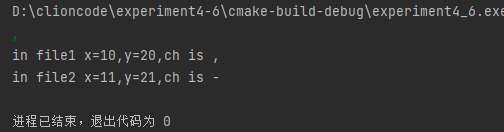 D:\clioncode\experiment4-6\cmake-build-debug\experiment4_6.exe
,
in file1 x=10,y=20,ch is ,
in file2 x=11,y=21,ch is -
进程已结束，退出代码为 0